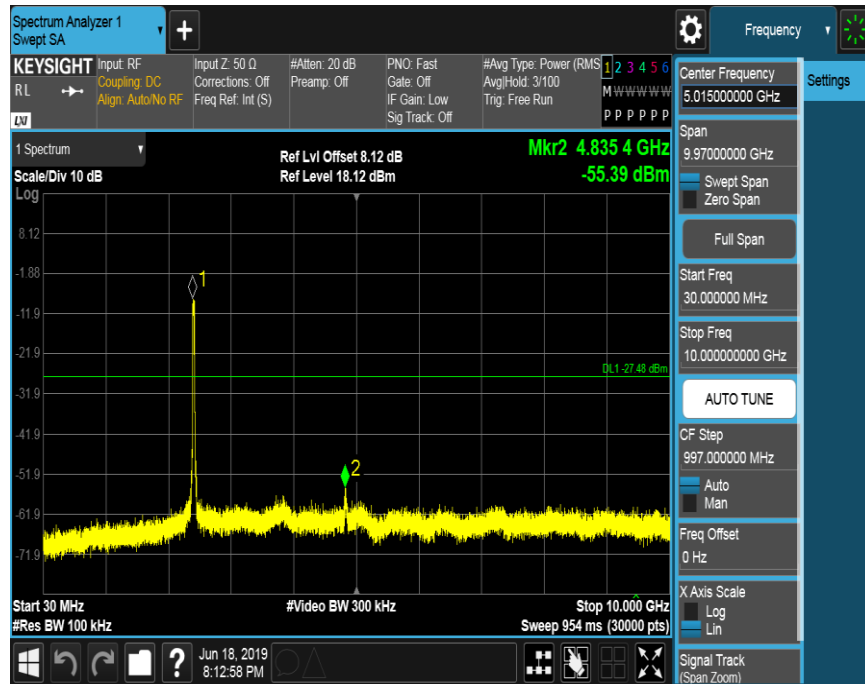 Spectrum Analyzer 1
Swept SA
Frequency
KEYSIGHT
RL
LXI
Input: RF
Coupling: DC
Align: Auto/No RF
Input Z: 50 Ω
Corrections: Off
Freq Ref: Int (S)
#Atten: 20 dB
Preamp: Off
PNO: Fast
Gate: Off
IF Gain: Low
Sig Track: Off
#Avg Type: Power (RMS
Avg|Hold: 3/100
Trig: Free Run
1 2 3 4 5 6
M W W W W W
P P P P P P
1 Spectrum
Scale/Div 10 dB
Ref Lvl Offset 8.12 dB
Ref Level 18.12 dBm
Mkr2 4.835 4 GHz
-55.39 dBm
Log
8.12
-1.88
-11.9
-21.9
-31.9
-41.9
-51.9
-61.9
-71.9
1
DL1 -27.48 dBm
2
Start 30 MHz
#Res BW 100 kHz
#Video BW 300 kHz
Stop 10.000 GHz
Sweep 954 ms (30000 pts)
Jun 18, 2019
8:12:58 PM
?
Center Frequency
5.015000000 GHz
Span
9.97000000 GHz
Swept Span
Zero Span
Full Span
Start Freq
30.000000 MHz
Stop Freq
10.000000000 GHz
AUTO TUNE
CF Step
997.000000 MHz
Auto
Man
Freq Offset
0 Hz
X Axis Scale
Log
Lin
Signal Track
(Span Zoom)
Settings